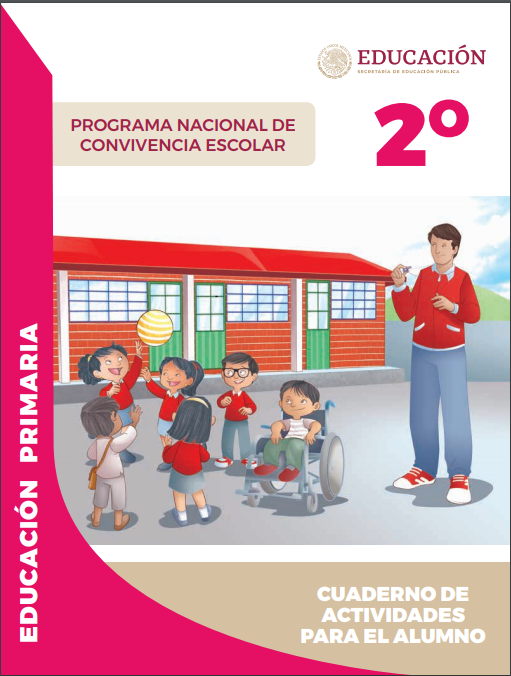 EDUCACIÓN
SECRETARÍA DE EDUCACIÓN PÚBLICA
PROGRAMA NACIONAL DE
CONVIVENCIA ESCOLAR
2º
EDUCACIÓN PRIMARIA
CUADERNO DE
ACTIVIDADES
PARA EL ALUMNO